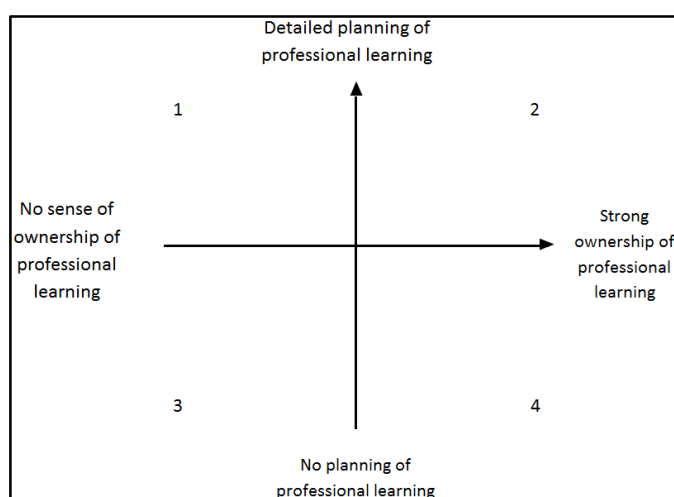 Detailed planning of
professional learning
1
2
No sense of
ownership of
professional
learning
Strong
ownership of
professional
learning
3
4
No planning of
professional learning